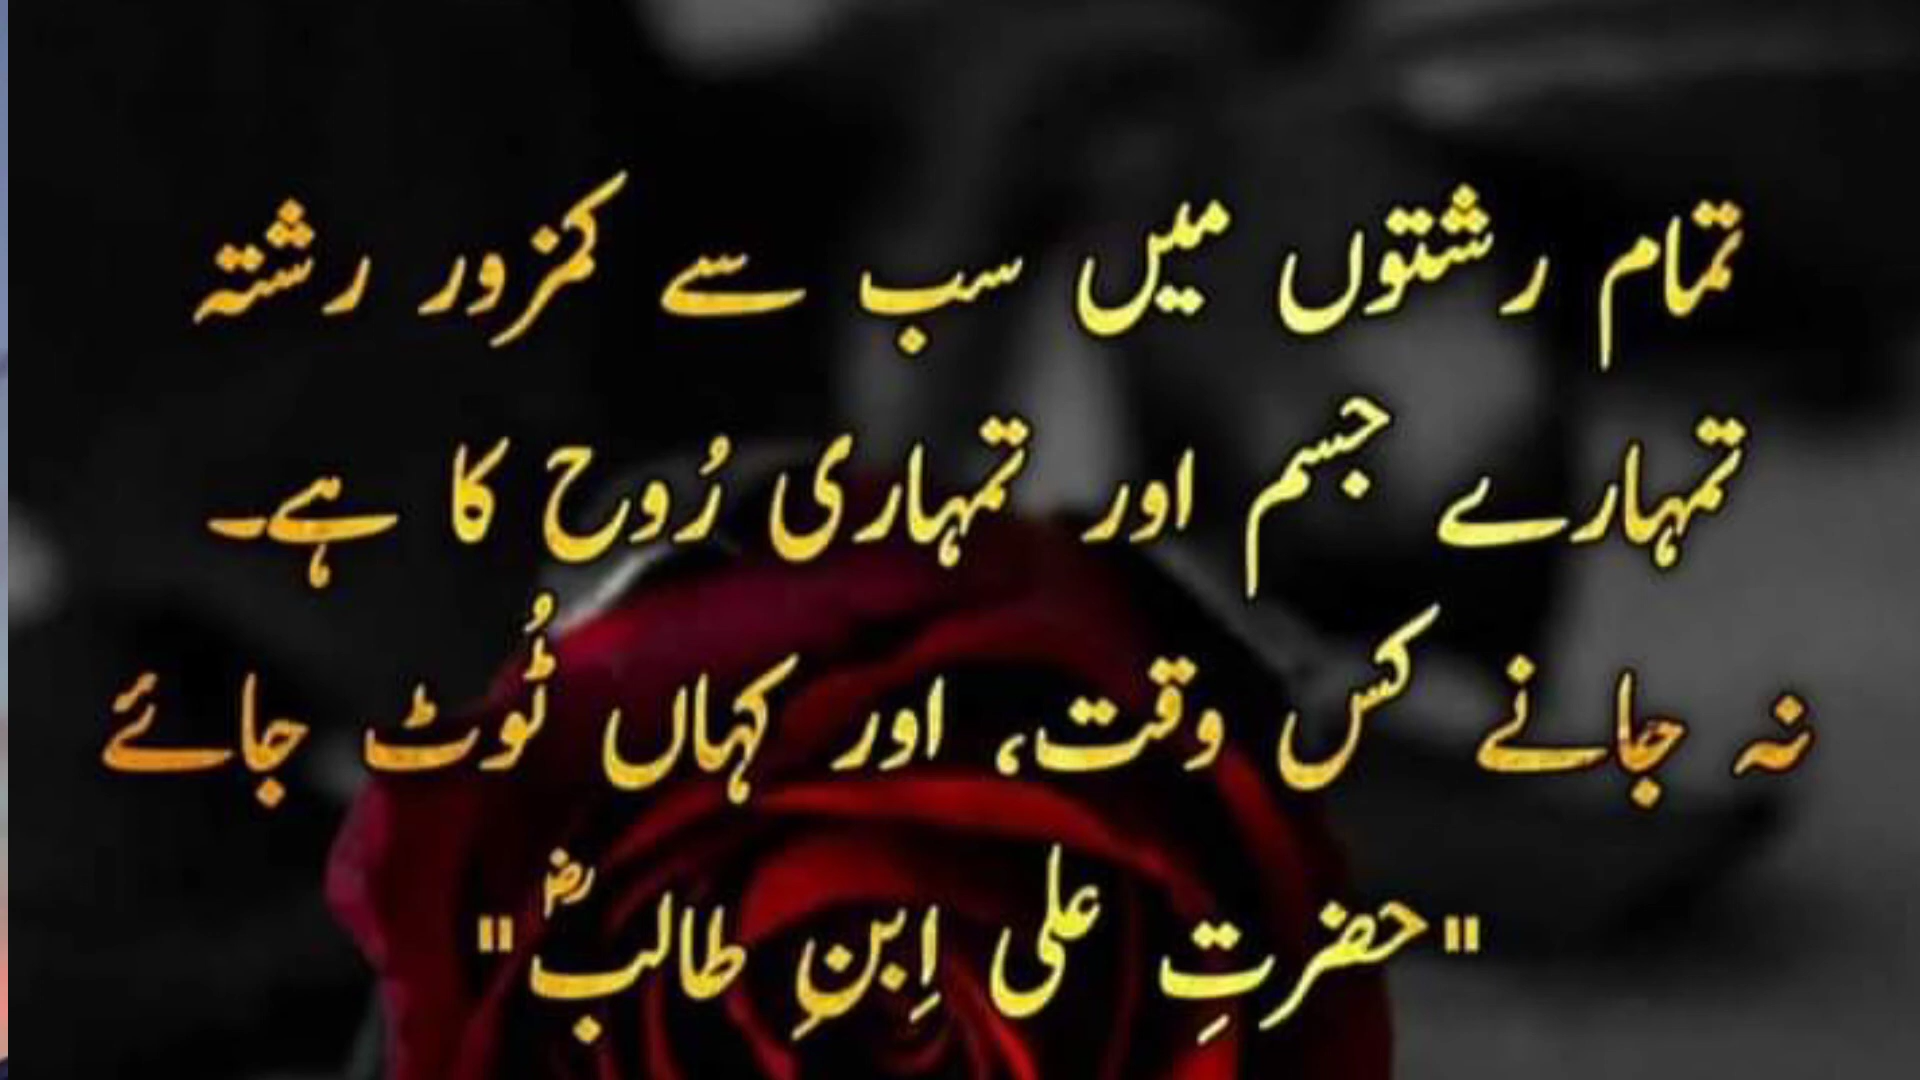 تمام رشتوں میں سب سے کمزور رشتہ
تمہارے جسم اور تمہاری رُوح کا ہے۔
نہ جانے کس وقت، اور کہاں ٹُوٹ جائے
"حضرتِ علی اِبنِ طالبؓ"